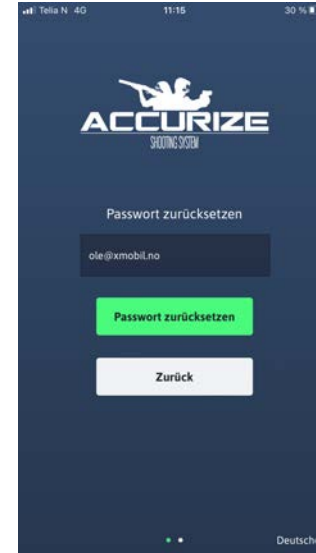 Telia N 4G 11:15 30 %
ACCURIZE
SHOOTING SYSTEM
Passwort zurücksetzen
ole@xmobil.no
Passwort zurücksetzen
Zurück
Deutsch